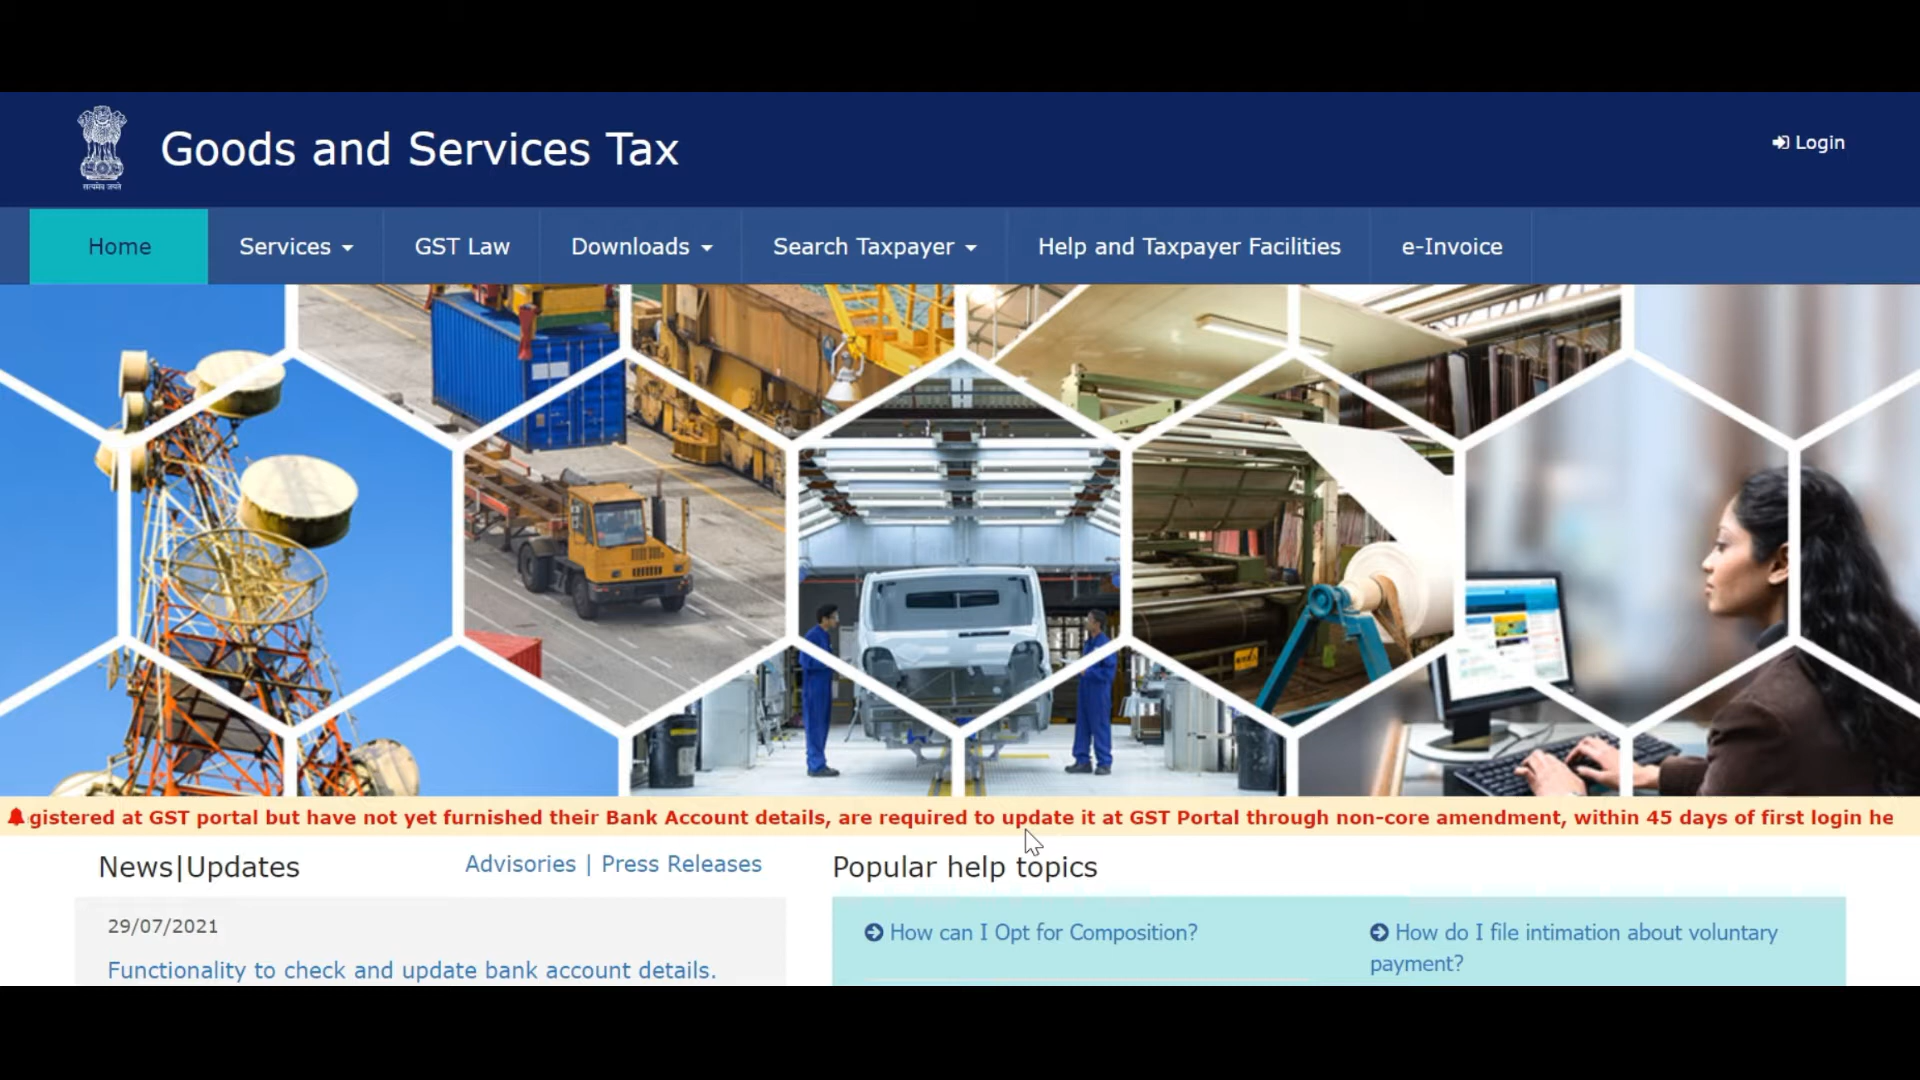 सत्यमेव जयते
Goods and Services Tax
Login
Home
Services
GST Law
Downloads
Search Taxpayer
Help and Taxpayer Facilities
e-Invoice
gistered at GST portal but have not yet furnished their Bank Account details, are required to update it at GST Portal through non-core amendment, within 45 days of first login he
News|Updates
Advisories | Press Releases
29/07/2021
Functionality to check and update bank account details.
Popular help topics
How can I Opt for Composition?
How do I file intimation about voluntary
payment?